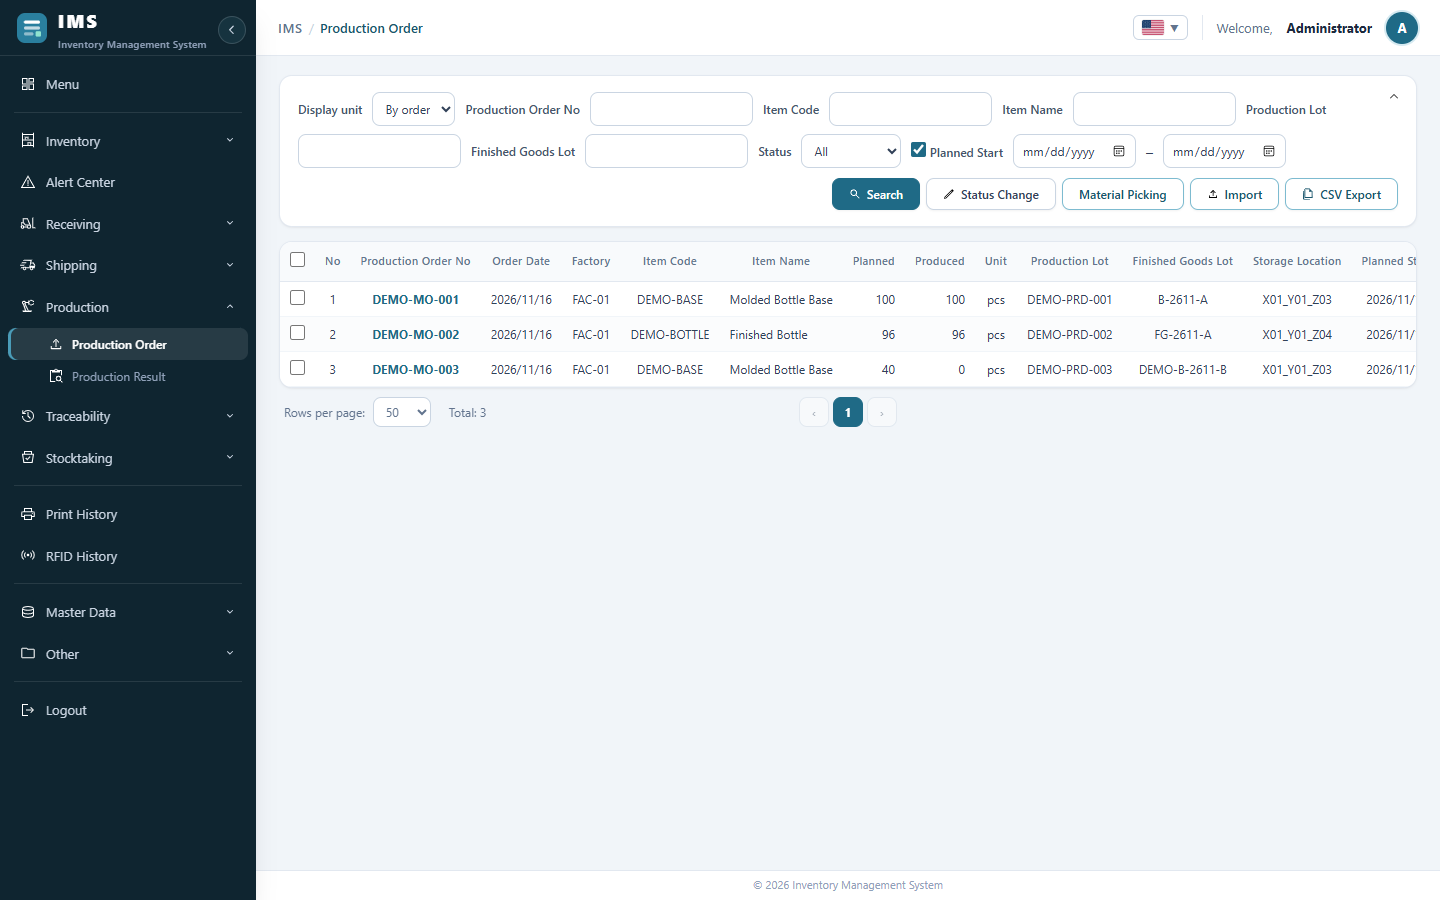 IMS
Inventory Management System
Menu
Inventory
Alert Center
Receiving
Shipping
Production
Production Order
Production Result
Traceability
Stocktaking
Print History
RFID History
Master Data
Other
Logout
IMS / Production Order
Welcome, Administrator A
Display unit By order Production Order No Item Code Item Name Production Lot
Finished Goods Lot Status All Planned Start mm/dd/yyyy – mm/dd/yyyy
Search Status Change Material Picking Import CSV Export
No Production Order No Order Date Factory Item Code Item Name Planned Produced Unit Production Lot Finished Goods Lot Storage Location Planned St
1 DEMO-MO-001 2026/11/16 FAC-01 DEMO-BASE Molded Bottle Base 100 100 pcs DEMO-PRD-001 B-2611-A X01_Y01_Z03 2026/11/
2 DEMO-MO-002 2026/11/16 FAC-01 DEMO-BOTTLE Finished Bottle 96 96 pcs DEMO-PRD-002 FG-2611-A X01_Y01_Z04 2026/11/
3 DEMO-MO-003 2026/11/16 FAC-01 DEMO-BASE Molded Bottle Base 40 0 pcs DEMO-PRD-003 DEMO-B-2611-B X01_Y01_Z03 2026/11/
Rows per page: 50 Total: 3 ‹ 1 ›
© 2026 Inventory Management System